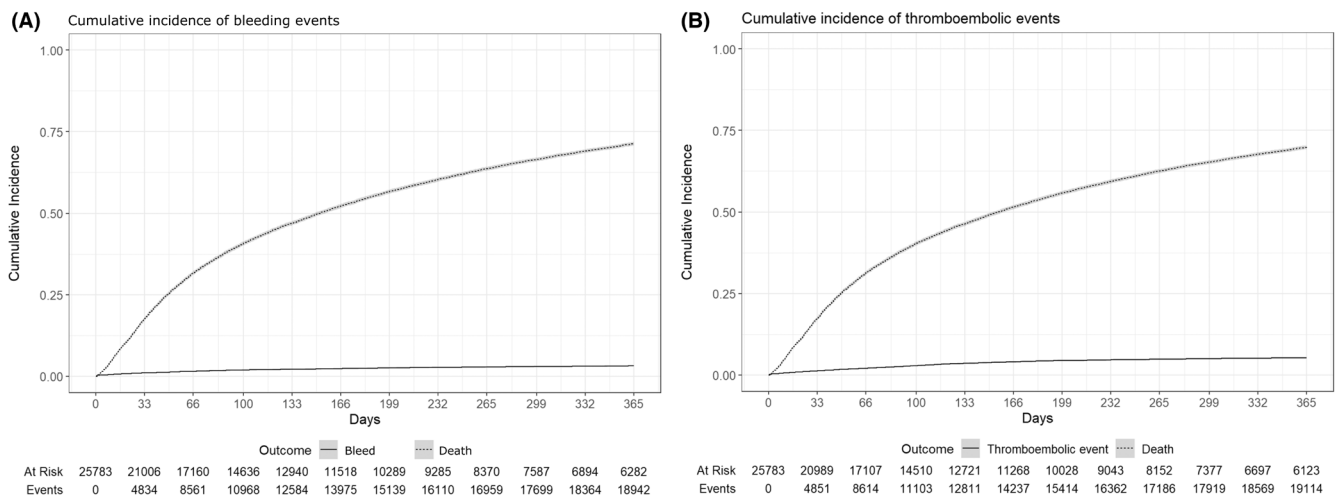 (A)
Cumulative incidence of bleeding events
Cumulative Incidence
1.00
0.75
0.50
0.25
0.00
0 33 66 100 133 166 199 232 265 299 332 365
Days
Outcome Bleed Death
At Risk 25783 21006 17160 14636 12940 11518 10289 9285 8370 7587 6894 6282
Events 0 4834 8561 10968 12584 13975 15139 16110 16959 17699 18364 18942
(B)
Cumulative incidence of thromboembolic events
Cumulative Incidence
1.00
0.75
0.50
0.25
0.00
0 33 66 100 133 166 199 232 265 299 332 365
Days
Outcome Thromboembolic event Death
At Risk 25783 20989 17107 14510 12721 11268 10028 9043 8152 7377 6697 6123
Events 0 4851 8614 11103 12811 14237 15414 16362 17186 17919 18569 19114